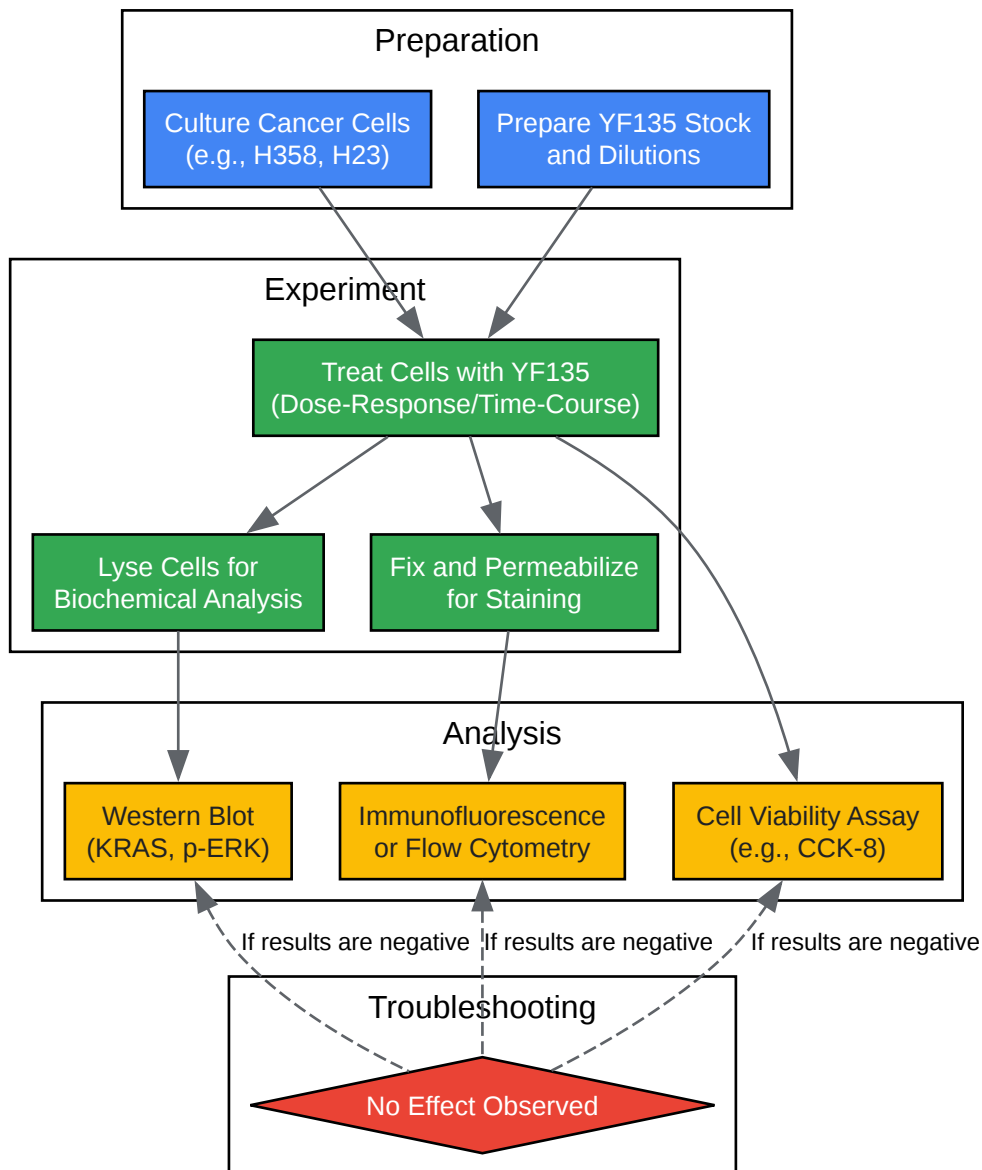 Preparation
Culture Cancer Cells
(e.g., H358, H23)
Prepare YF135 Stock
and Dilutions
Experiment
Treat Cells with YF135
(Dose-Response/Time-Course)
Lyse Cells for
Biochemical Analysis
Fix and Permeabilize
for Staining
Analysis
Western Blot
(KRAS, p-ERK)
Immunofluorescence
or Flow Cytometry
Cell Viability Assay
(e.g., CCK-8)
If results are negative
If results are negative
If results are negative
Troubleshooting
No Effect Observed